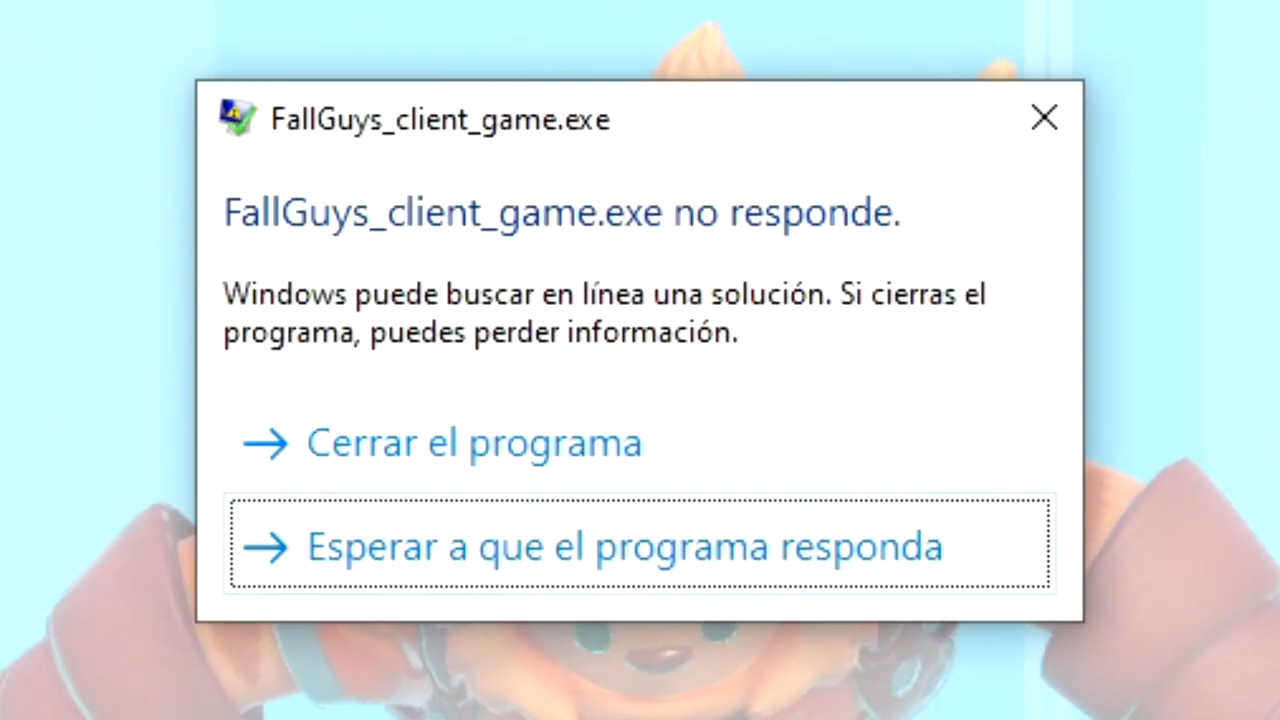 FallGuys_client_game.exe
FallGuys_client_game.exe no responde.
Windows puede buscar en línea una solución. Si cierras el
programa, puedes perder información.
Cerrar el programa
Esperar a que el programa responda